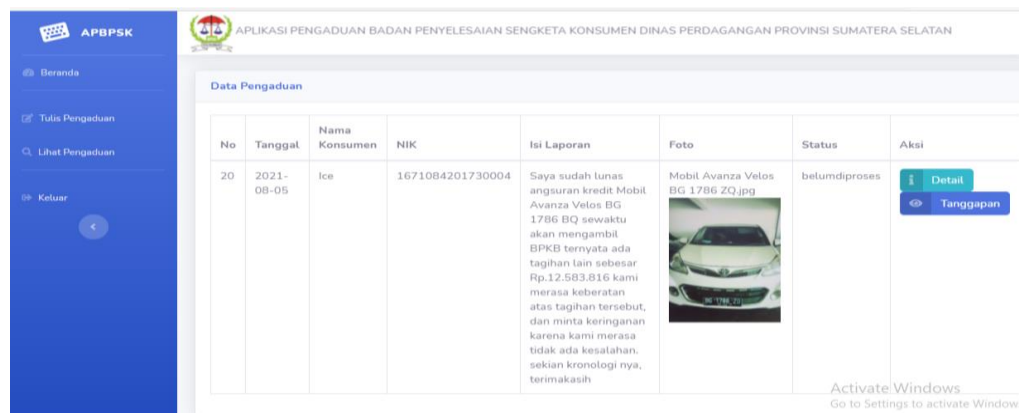 APBPSK
APLIKASI PENGADUAN BADAN PENYELESAIAN SENGKETA KONSUMEN DINAS PERDAGANGAN PROVINSI SUMATERA SELATAN
Beranda
Tulis Pengaduan
Lihat Pengaduan
Keluar
Data Pengaduan
No
Tanggal
Nama
Konsumen
NIK
Isi Laporan
Foto
Status
Aksi
20
2021-
08-05
Ice
1671084201730004
Saya sudah lunas
angsuran kredit Mobil
Avanza Velos BG
1786 BQ sewaktu
akan mengambil
BPKB ternyata ada
tagihan lain sebesar
Rp.12.583.816 kami
merasa keberatan
atas tagihan tersebut,
dan minta keringanan
karena kami merasa
tidak ada kesalahan.
sekian kronologi nya,
terimakasih
Mobil Avanza Velos
BG 1786 ZQ.jpg
BG 1786 ZQ
belumdiproses
Detail
Tanggapan
Activate Windows
Go to Settings to activate Window